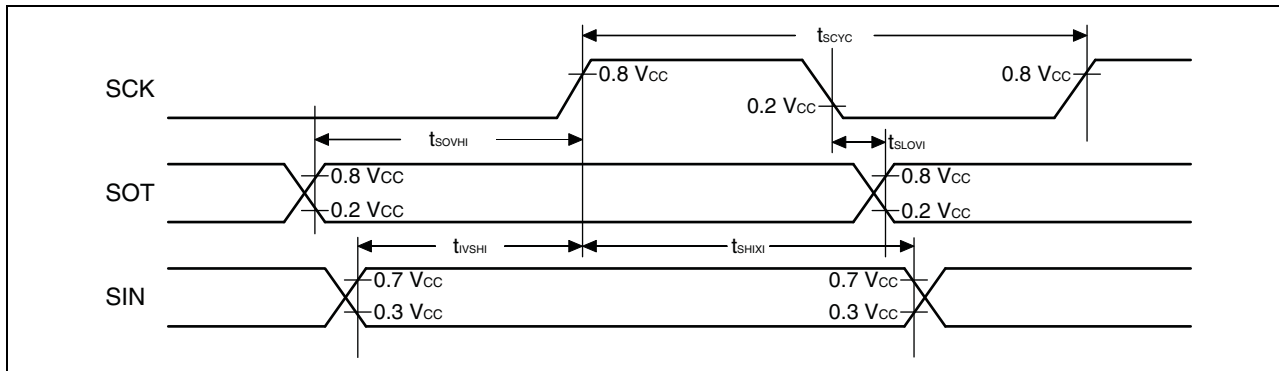 tSCYC
SCK
0.8 VCC
0.8 VCC
0.2 VCC
tSOVHI
tSLOVI
SOT
0.8 VCC
0.8 VCC
0.2 VCC
0.2 VCC
tIVSHI
tSHIXI
SIN
0.7 VCC
0.7 VCC
0.3 VCC
0.3 VCC